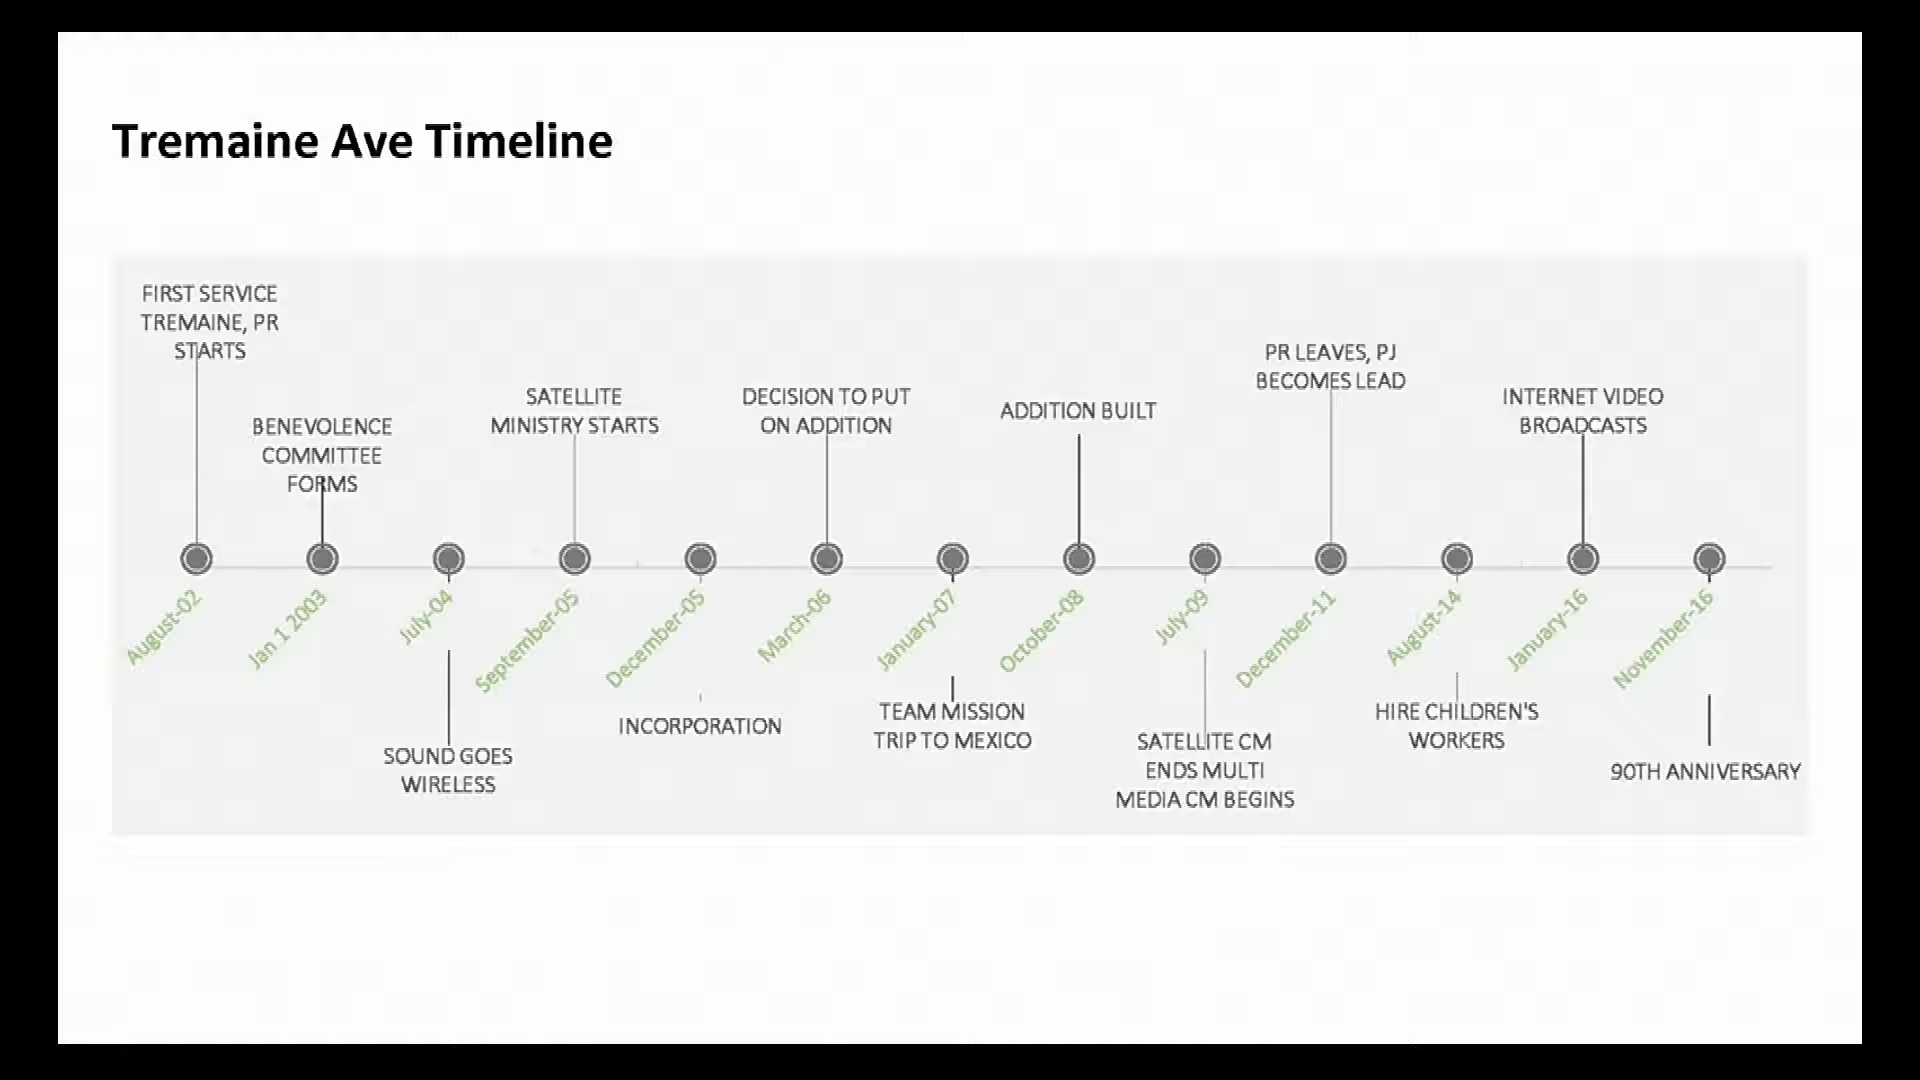 Tremaine Ave Timeline
FIRST SERVICE
TREMAINE, PR
STARTS
BENEVOLENCE
COMMITTEE
FORMS
SATELLITE
MINISTRY STARTS
DECISION TO PUT
ON ADDITION
ADDITION BUILT
PR LEAVES, PJ
BECOMES LEAD
INTERNET VIDEO
BROADCASTS
August-02
Jan 1 2003
July-04
September-05
December-05
March-06
January-07
October-08
July-09
December-11
August-14
January-16
November-16
SOUND GOES
WIRELESS
INCORPORATION
TEAM MISSION
TRIP TO MEXICO
SATELLITE CM
ENDS MULTI
MEDIA CM BEGINS
HIRE CHILDREN'S
WORKERS
90TH ANNIVERSARY